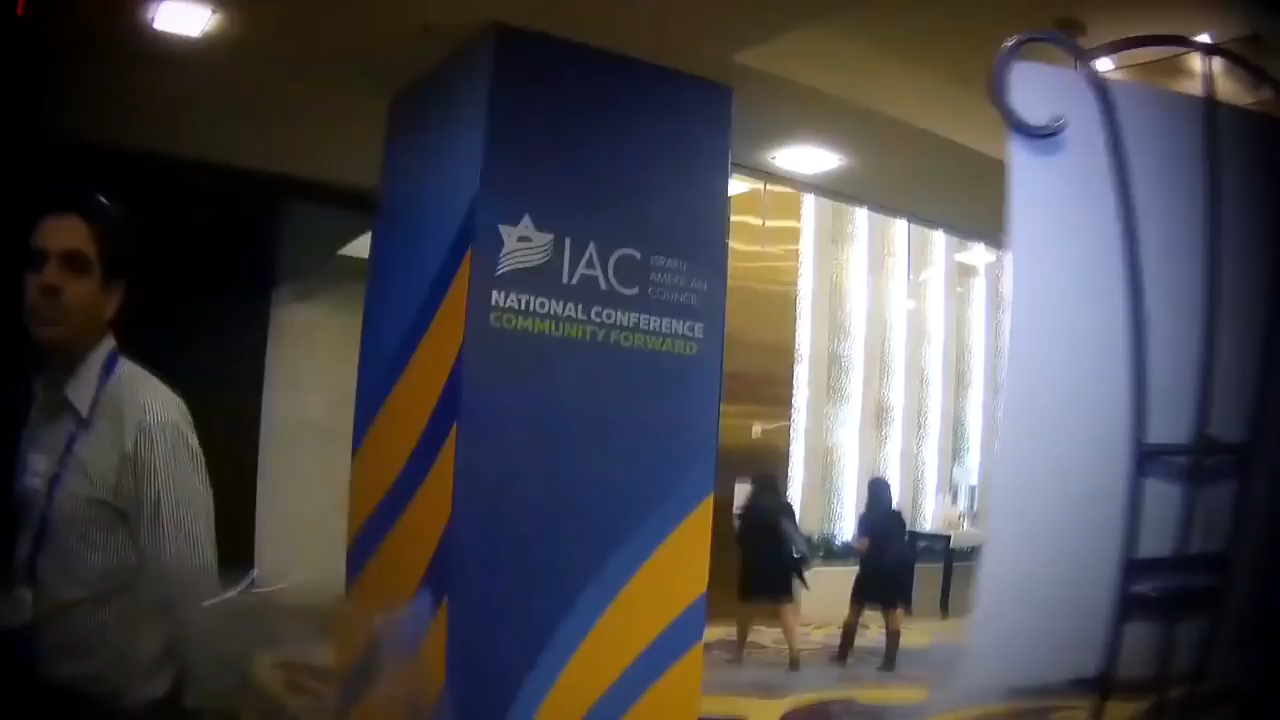 IAC
ISRAELI
AMERICAN
COUNCIL
NATIONAL CONFERENCE
COMMUNITY FORWARD